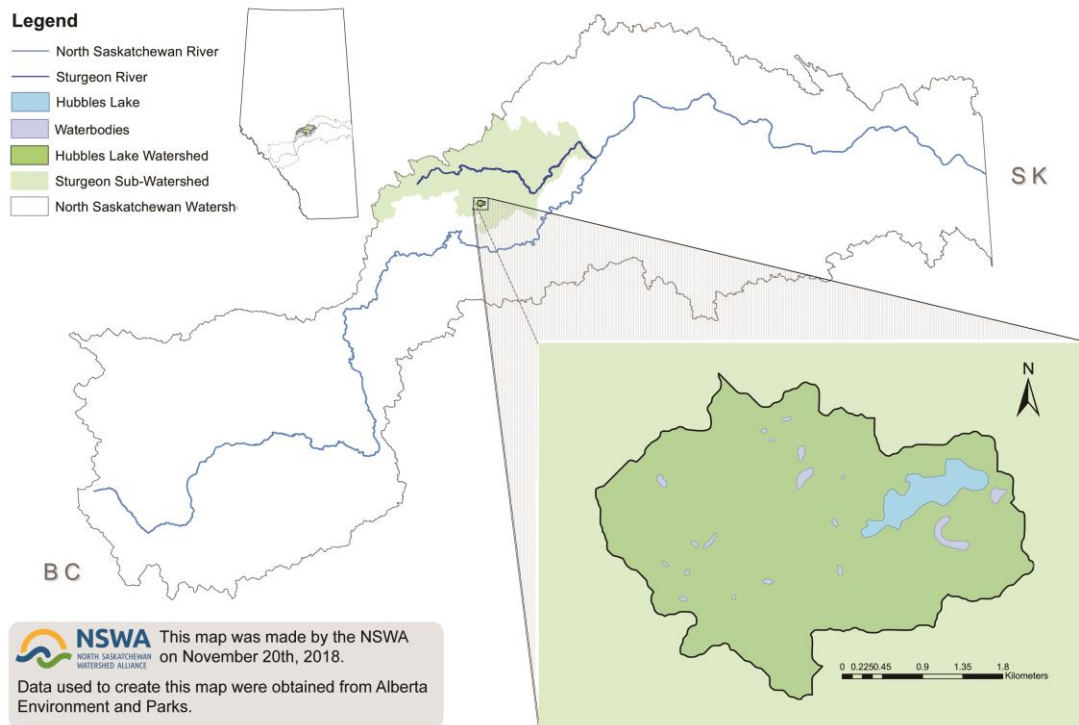 Legend
North Saskatchewan River
Sturgeon River
Hubbles Lake
Waterbodies
Hubbles Lake Watershed
Sturgeon Sub-Watershed
North Saskatchewan Watersh
SK
BC
N
0 0.225 0.45 0.9 1.35 1.8
Kilometers
NSWA
NORTH SASKATCHEWAN
WATERSHED ALLIANCE
This map was made by the NSWA
on November 20th, 2018.
Data used to create this map were obtained from Alberta
Environment and Parks.